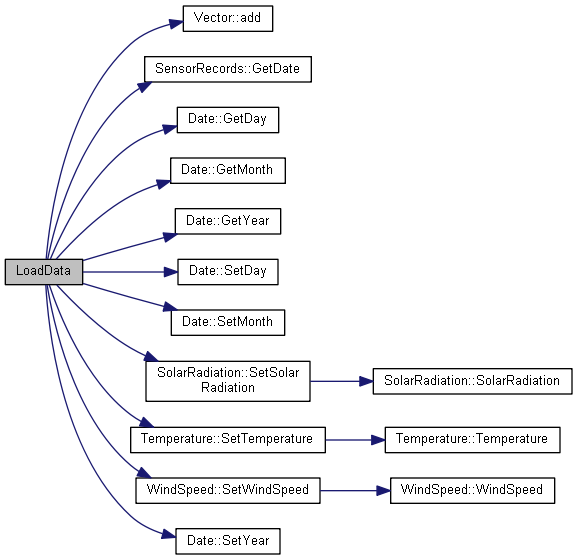 Vector::add
SensorRecords::GetDate
Date::GetDay
Date::GetMonth
Date::GetYear
LoadData
Date::SetDay
Date::SetMonth
SolarRadiation::SetSolar
Radiation
SolarRadiation::SolarRadiation
Temperature::SetTemperature
Temperature::Temperature
WindSpeed::SetWindSpeed
WindSpeed::WindSpeed
Date::SetYear